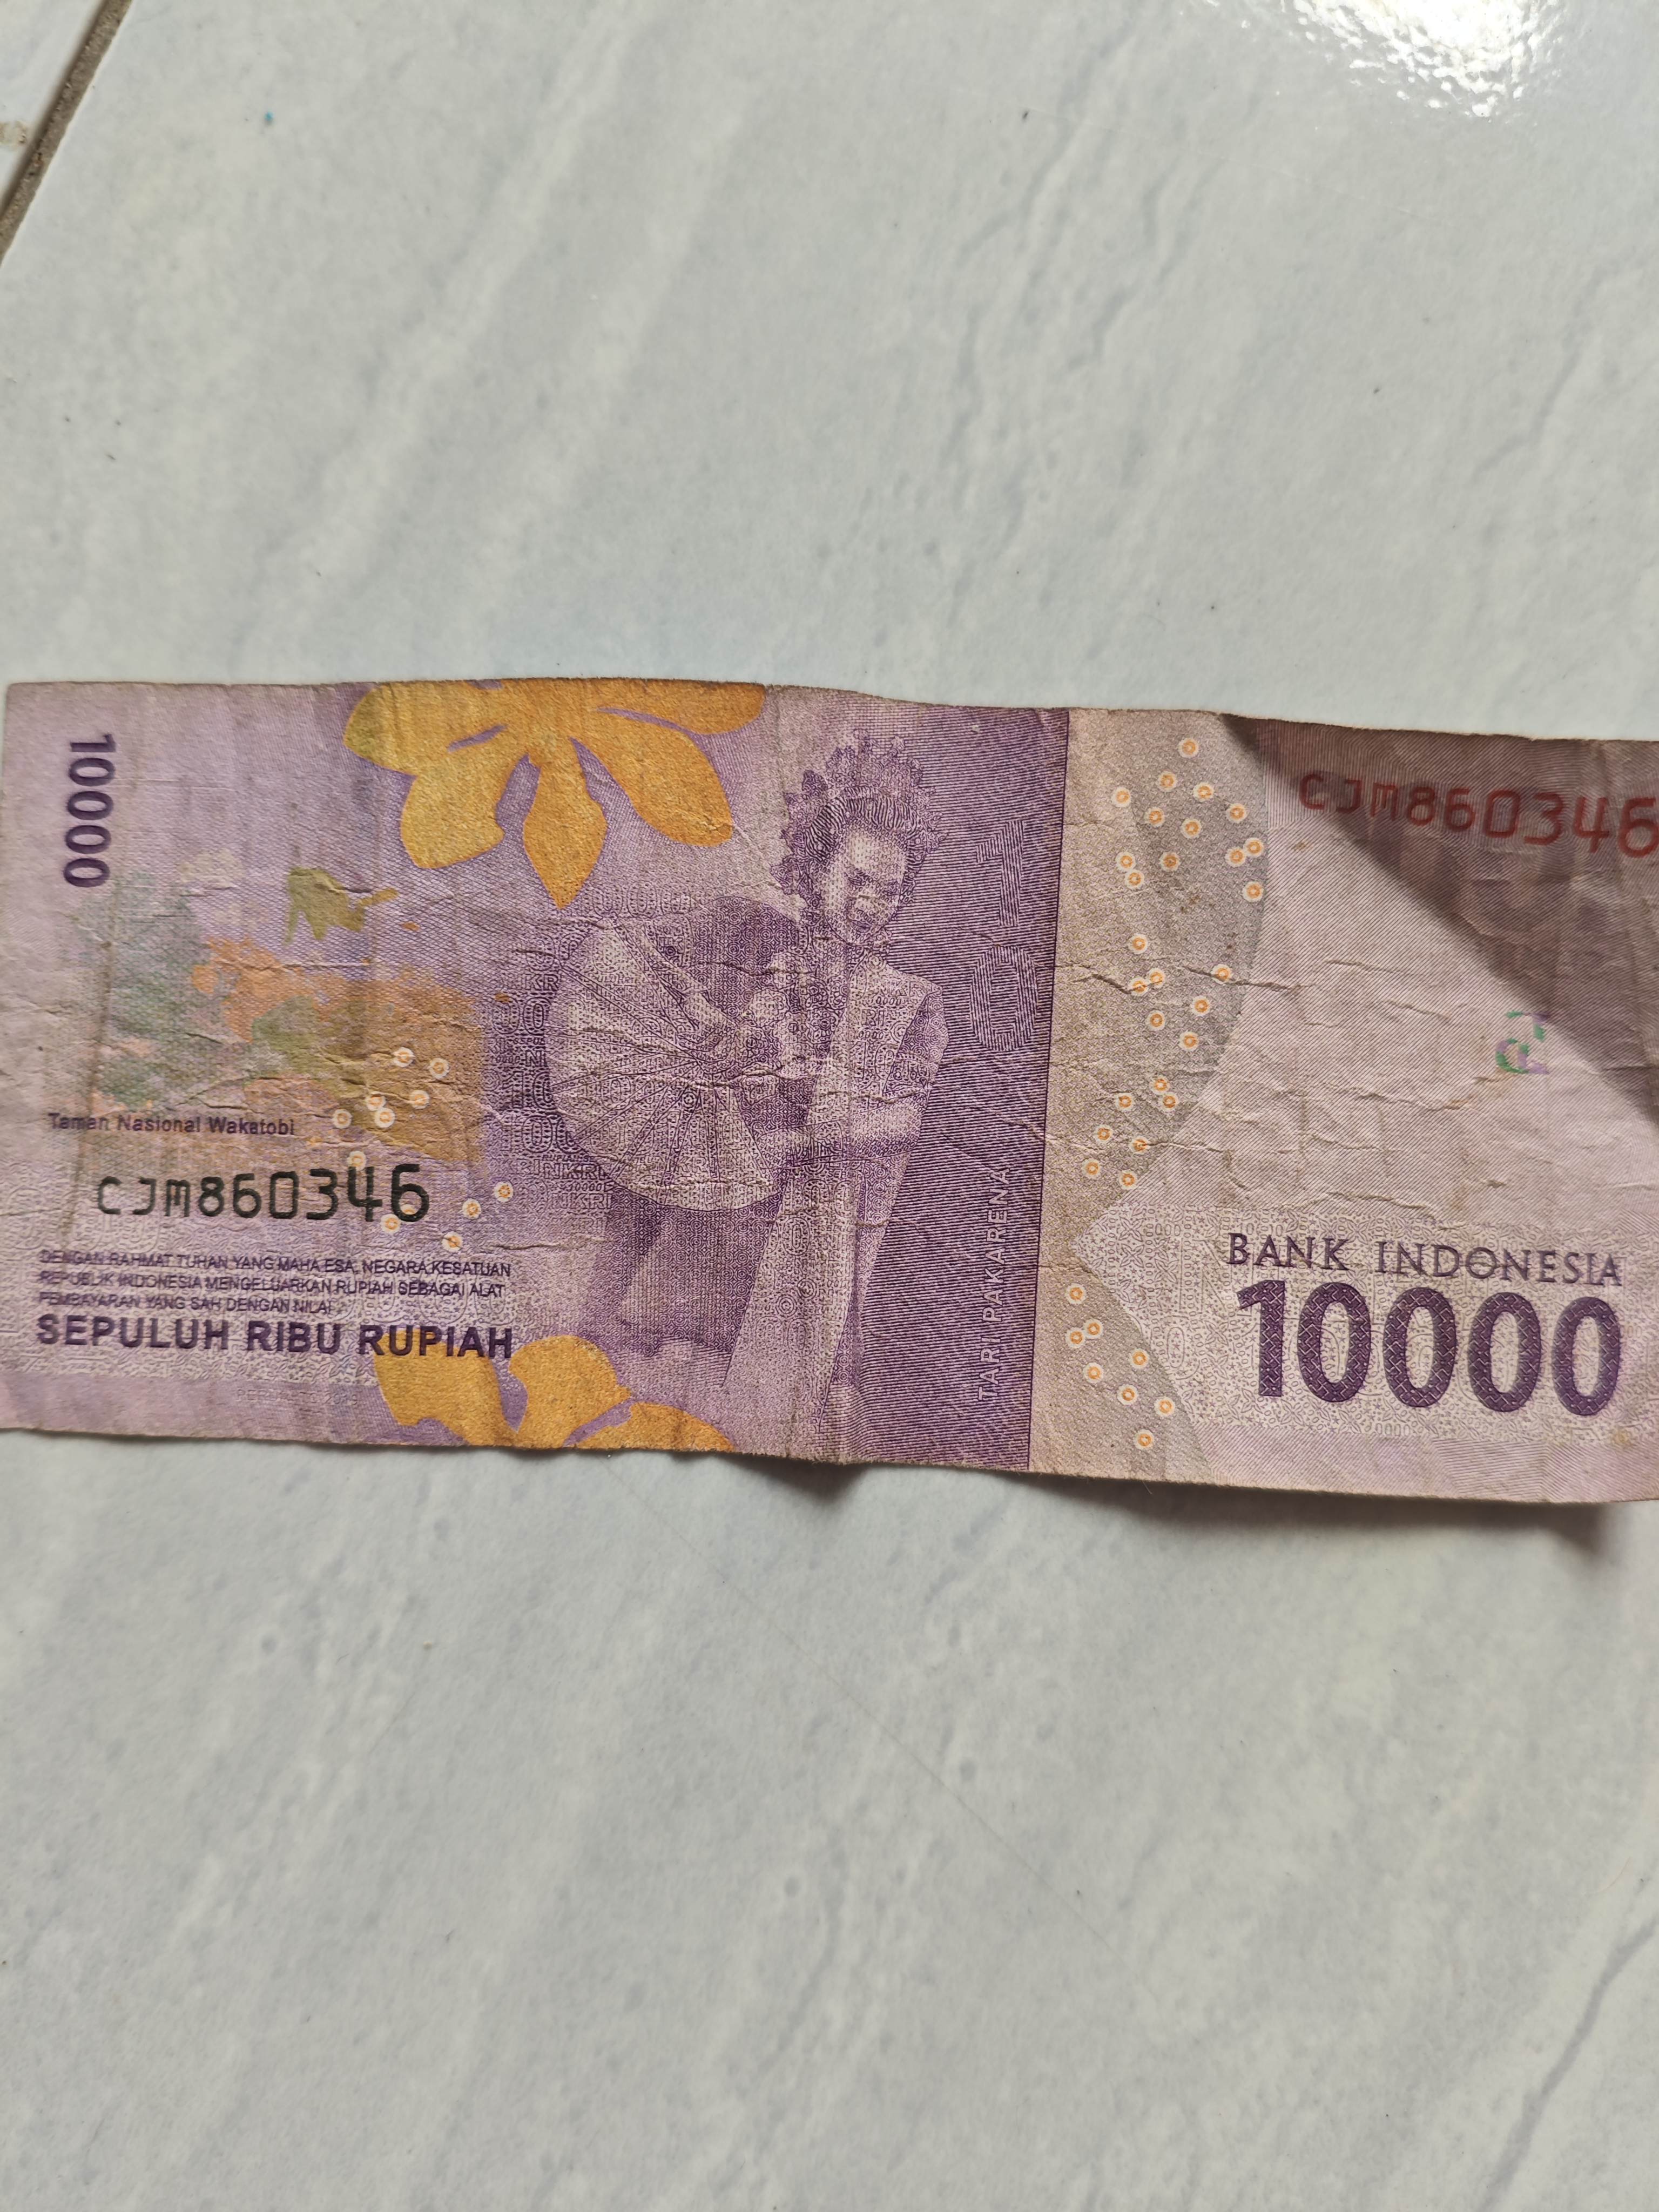 10000
CJM860346
Taman Nasional Wakatobi
CJM860346
DENGAN RAHMAT TUHAN YANG MAHA ESA, NEGARA KESATUAN
REPUBLIK INDONESIA MENGELUARKAN RUPIAH SEBAGAI ALAT
PEMBAYARAN YANG SAH DENGAN NILAI
SEPULUH RIBU RUPIAH
10
TARI PAKARENA
BANK INDONESIA
10000